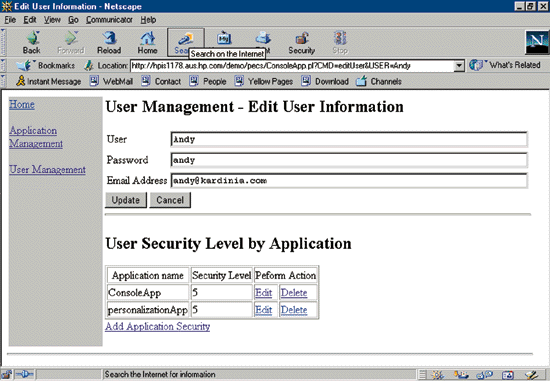 Edit User Information - Netscape
File Edit View Go Communicator Help
Back Forward Reload Home Search My Print Security Stop
Search on the Internet
Bookmarks Location: http://hpis1178.aus.hp.com/demo/pecs/ConsoleApp.pl?CMD=editUser&USER=Andy What's Related
Instant Message WebMail Contact People Yellow Pages Download Channels
Home
Application
Management
User Management
User Management - Edit User Information
User Andy
Password andy
Email Address andy@kardinia.com
Update Cancel
User Security Level by Application
Application name Security Level Peform Action
ConsoleApp 5 Edit Delete
personalizationApp 5 Edit Delete
Add Application Security
Search the Internet for information